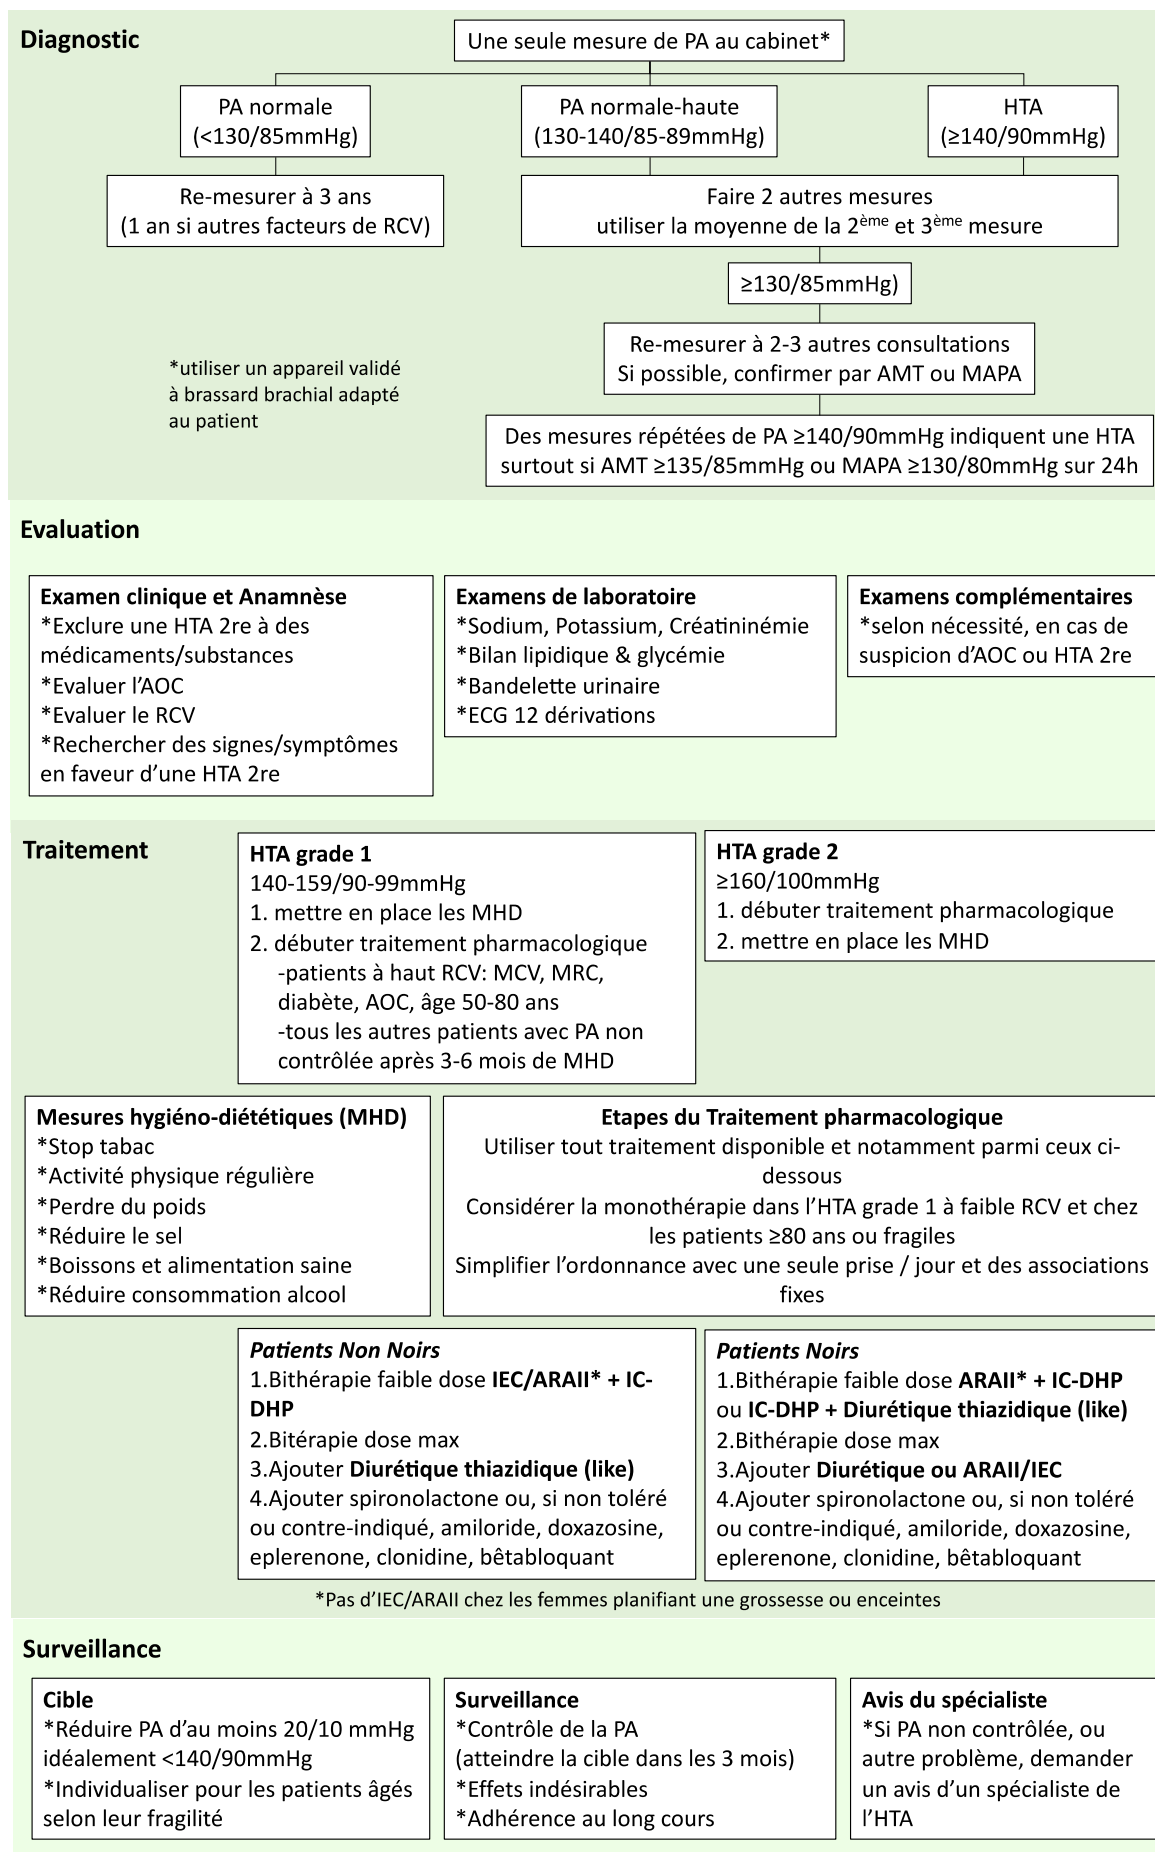 Diagnostic
Une seule mesure de PA au cabinet*
PA normale
(<130/85mmHg)
PA normale-haute
(130-140/85-89mmHg)
HTA
(≥140/90mmHg)
Re-mesurer à 3 ans
(1 an si autres facteurs de RCV)
Faire 2 autres mesures
utiliser la moyenne de la 2ème et 3ème mesure
≥130/85mmHg)
Re-mesurer à 2-3 autres consultations
Si possible, confirmer par AMT ou MAPA
*utiliser un appareil validé
à brassard brachial adapté
au patient
Des mesures répétées de PA ≥140/90mmHg indiquent une HTA
surtout si AMT ≥135/85mmHg ou MAPA ≥130/80mmHg sur 24h
Evaluation
Examen clinique et Anamnèse
*Exclure une HTA 2re à des
médicaments/substances
*Evaluer l’AOC
*Evaluer le RCV
*Rechercher des signes/symptômes
en faveur d’une HTA 2re
Examens de laboratoire
*Sodium, Potassium, Créatininémie
*Bilan lipidique & glycémie
*Bandelette urinaire
*ECG 12 dérivations
Examens complémentaires
*selon nécessité, en cas de
suspicion d’AOC ou HTA 2re
Traitement
HTA grade 1
140-159/90-99mmHg
1. mettre en place les MHD
2. débuter traitement pharmacologique
-patients à haut RCV: MCV, MRC,
diabète, AOC, âge 50-80 ans
-tous les autres patients avec PA non
contrôlée après 3-6 mois de MHD
HTA grade 2
≥160/100mmHg
1. débuter traitement pharmacologique
2. mettre en place les MHD
Mesures hygiéno-diététiques (MHD)
*Stop tabac
*Activité physique régulière
*Perdre du poids
*Réduire le sel
*Boissons et alimentation saine
*Réduire consommation alcool
Etapes du Traitement pharmacologique
Utiliser tout traitement disponible et notamment parmi ceux ci-
dessous
Considérer la monothérapie dans l’HTA grade 1 à faible RCV et chez
les patients ≥80 ans ou fragiles
Simplifier l’ordonnance avec une seule prise / jour et des associations
fixes
Patients Non Noirs
1.Bithérapie faible dose IEC/ARAII* + IC-
DHP
2.Bitérapie dose max
3.Ajouter Diurétique thiazidique (like)
4.Ajouter spironolactone ou, si non toléré
ou contre-indiqué, amiloride, doxazosine,
eplerenone, clonidine, bêtabloquant
Patients Noirs
1.Bithérapie faible dose ARAII* + IC-DHP
ou IC-DHP + Diurétique thiazidique (like)
2.Bithérapie dose max
3.Ajouter Diurétique ou ARAII/IEC
4.Ajouter spironolactone ou, si non toléré
ou contre-indiqué, amiloride, doxazosine,
eplerenone, clonidine, bêtabloquant
*Pas d’IEC/ARAII chez les femmes planifiant une grossesse ou enceintes
Surveillance
Cible
*Réduire PA d’au moins 20/10 mmHg
idéalement <140/90mmHg
*Individualiser pour les patients âgés
selon leur fragilité
Surveillance
*Contrôle de la PA
(atteindre la cible dans les 3 mois)
*Effets indésirables
*Adhérence au long cours
Avis du spécialiste
*Si PA non contrôlée, ou
autre problème, demander
un avis d’un spécialiste de
l’HTA